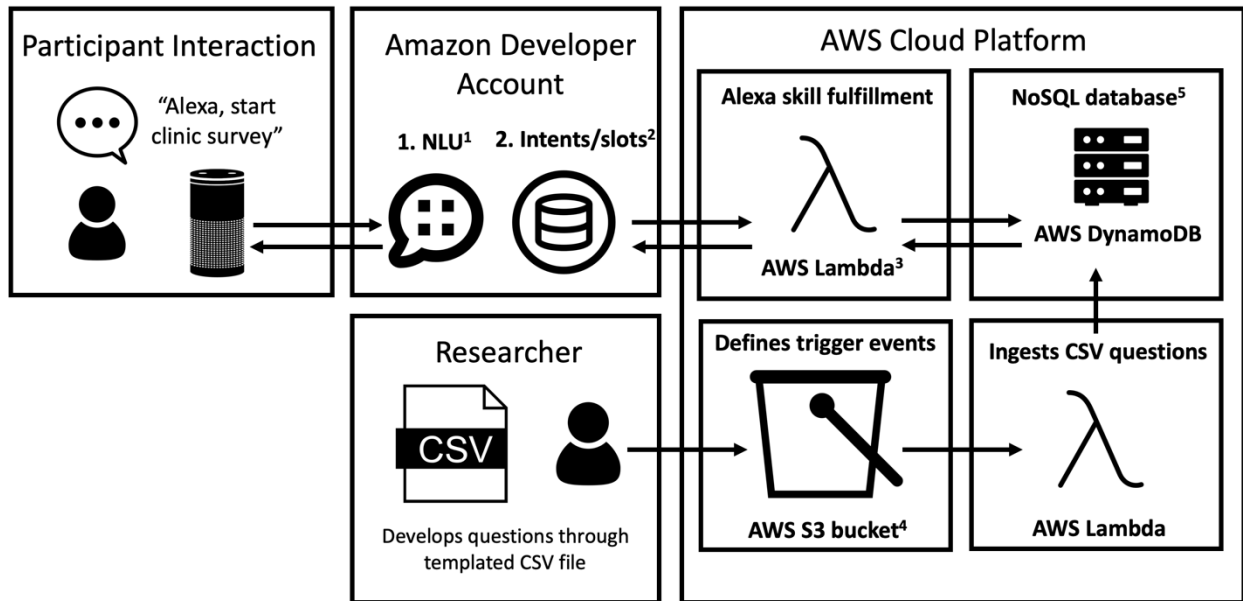 Participant Interaction
“Alexa, start
clinic survey”
Amazon Developer
Account
1. NLU¹
2. Intents/slots²
AWS Cloud Platform
Alexa skill fulfillment
AWS Lambda³
NoSQL database⁵
AWS DynamoDB
Researcher
CSV
Develops questions through
templated CSV file
Defines trigger events
AWS S3 bucket⁴
Ingests CSV questions
AWS Lambda